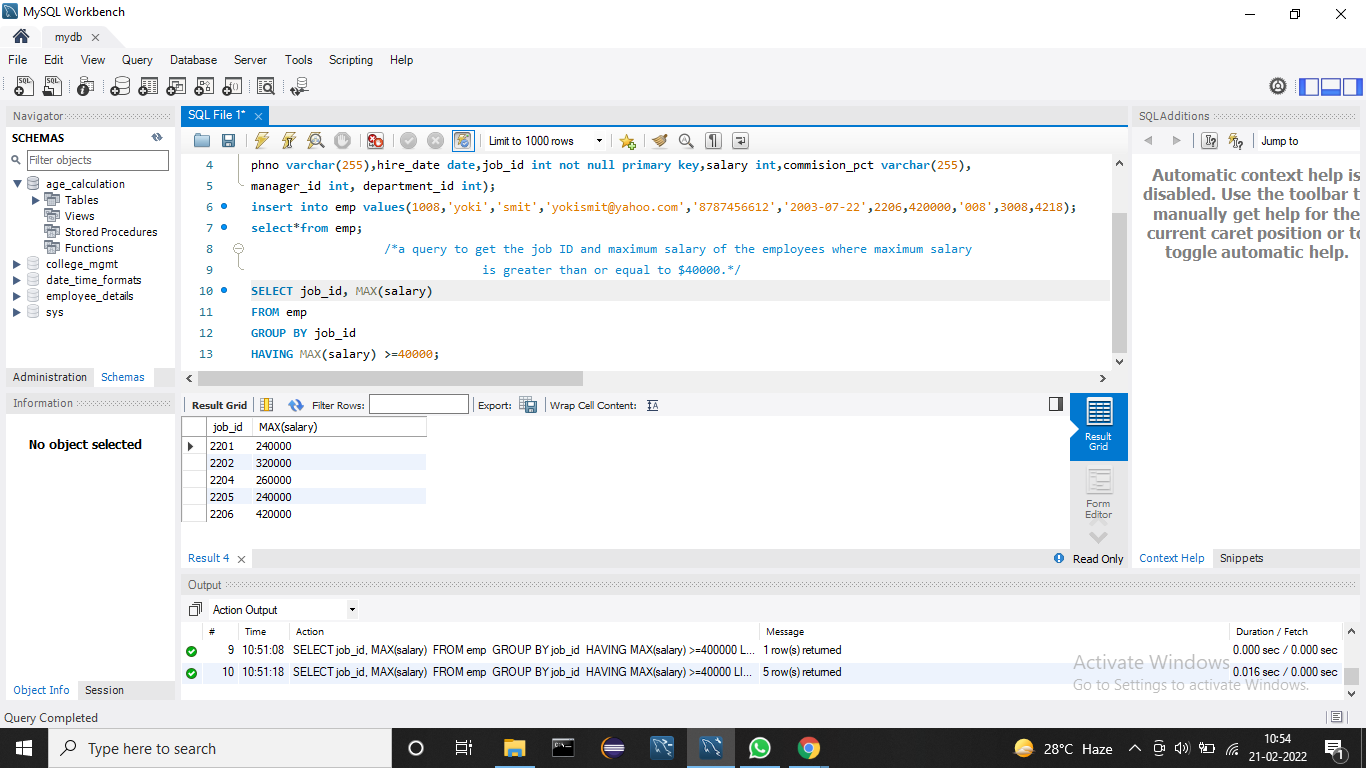 MySQL Workbench
mydb
File Edit View Query Database Server Tools Scripting Help
Navigator
SCHEMAS
Filter objects
age_calculation
Tables
Views
Stored Procedures
Functions
college_mgmt
date_time_formats
employee_details
sys
Administration Schemas
Information
No object selected
Object Info Session
SQL File 1*
Limit to 1000 rows
4 phno varchar(255),hire_date date,job_id int not null primary key,salary int,commision_pct varchar(255),
5 manager_id int, department_id int);
6 insert into emp values(1008,'yoki','smit','yokismit@yahoo.com','8787456612','2003-07-22',2206,420000,'008',3008,4218);
7 select*from emp;
8 /*a query to get the job ID and maximum salary of the employees where maximum salary
9 is greater than or equal to $40000.*/
10 SELECT job_id, MAX(salary)
11 FROM emp
12 GROUP BY job_id
13 HAVING MAX(salary) >=40000;
Result Grid Filter Rows: Export: Wrap Cell Content:
job_id MAX(salary)
2201 240000
2202 320000
2204 260000
2205 240000
2206 420000
Result Grid
Form Editor
Result 4
Read Only
SQLAdditions
Jump to
Automatic context help is
disabled. Use the toolbar t
manually get help for the
current caret position or to
toggle automatic help.
Context Help Snippets
Output
Action Output
# Time Action Message Duration / Fetch
9 10:51:08 SELECT job_id, MAX(salary) FROM emp GROUP BY job_id HAVING MAX(salary) >=400000 L... 1 row(s) returned 0.000 sec / 0.000 sec
10 10:51:18 SELECT job_id, MAX(salary) FROM emp GROUP BY job_id HAVING MAX(salary) >=40000 LI... 5 row(s) returned 0.016 sec / 0.000 sec
Activate Windows
Go to Settings to activate Windows.
Query Completed
Type here to search
28°C Haze
10:54
21-02-2022
1